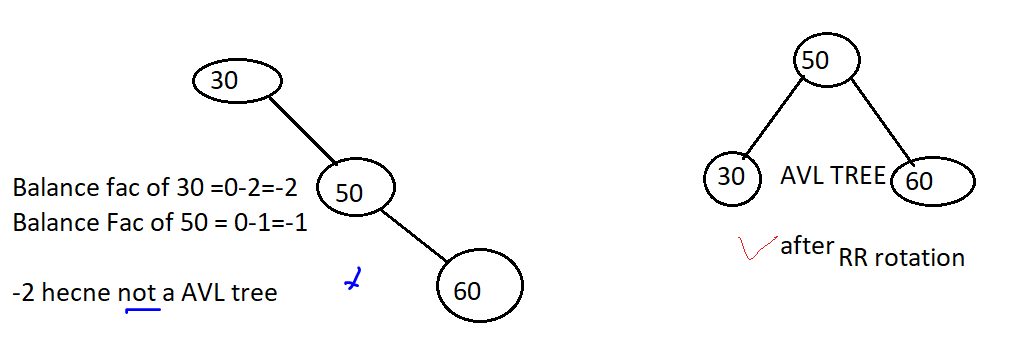 30
50
60
Balance fac of 30 =0-2=-2
Balance Fac of 50 = 0-1=-1
-2 hecne not a AVL tree
50
30
AVL TREE
60
after RR rotation